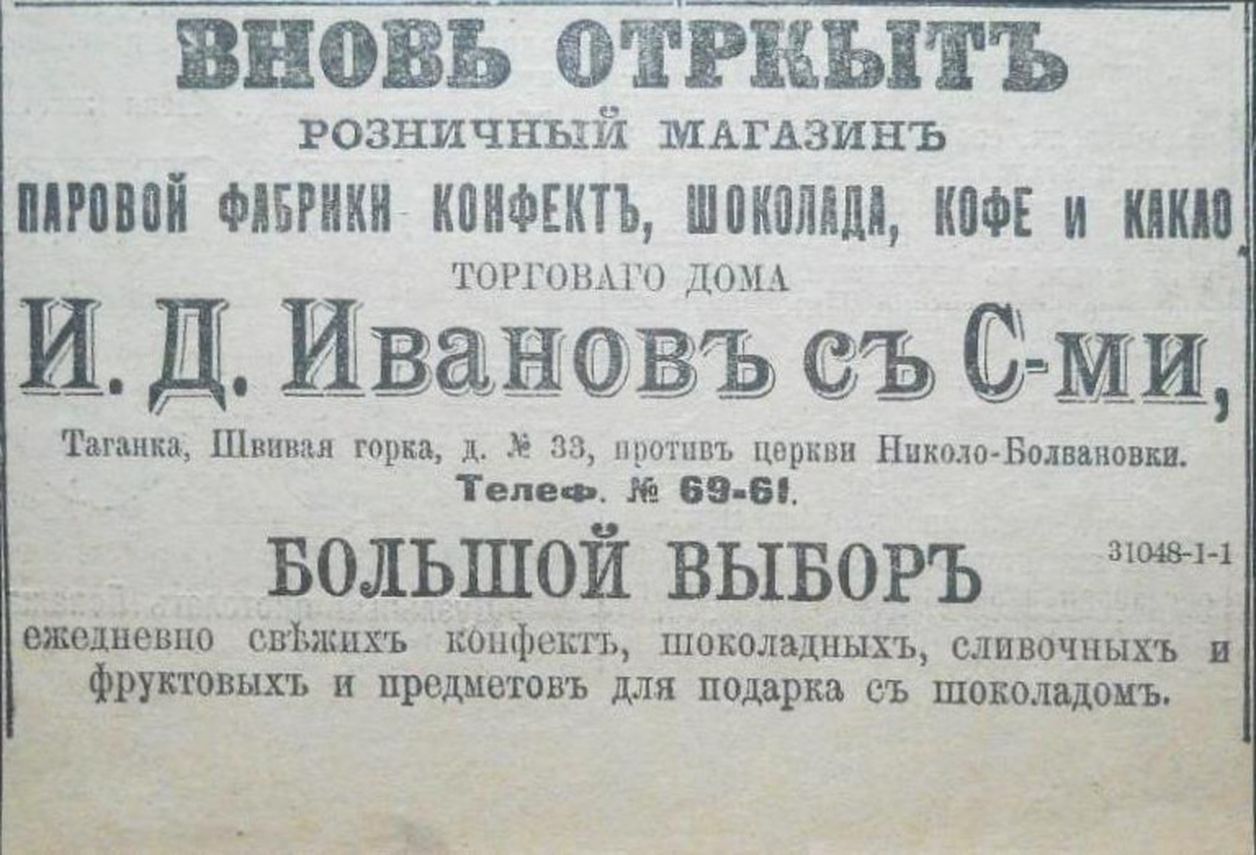 ВНОВЬ ОТРКЫТЪ
РОЗНИЧНЫЙ МАГАЗИНЪ
ПАРОВОЙ ФАБРИКИ КОНФЕКТЪ, ШОКОЛАДА, КОФЕ и КАКАО
ТОРГОВАГО ДОМА
И. Д. Ивановъ съ С-ми,
Таганка, Швивая горка, д. № 33, противъ церкви Николо-Болвановки.
Телеф. № 69-61.
БОЛЬШОЙ ВЫБОРЪ
31048-1-1
ежедневно свѣжихъ конфектъ, шоколадныхъ, сливочныхъ и
фруктовыхъ и предметовъ для подарка съ шоколадомъ.